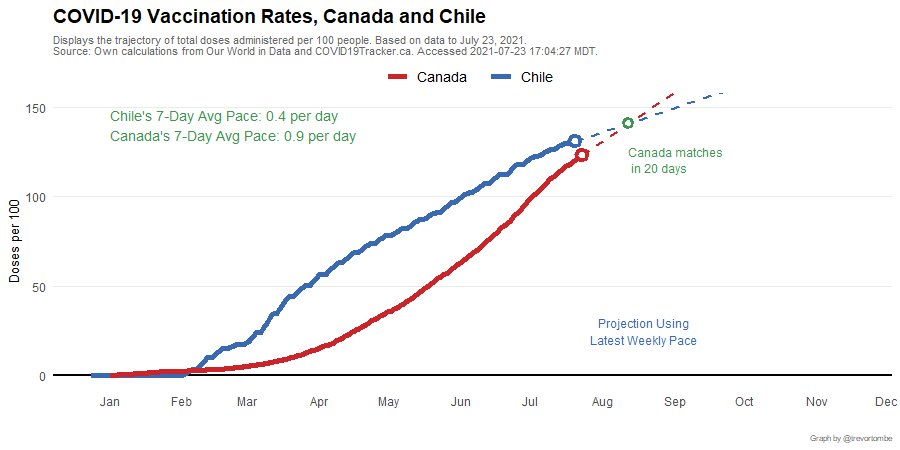 COVID-19 Vaccination Rates, Canada and Chile
Displays the trajectory of total doses administered per 100 people. Based on data to July 23, 2021.
Source: Own calculations from Our World in Data and COVID19Tracker.ca. Accessed 2021-07-23 17:04:27 MDT.
Canada Chile
Chile's 7-Day Avg Pace: 0.4 per day
Canada's 7-Day Avg Pace: 0.9 per day
Canada matches
in 20 days
Projection Using
Latest Weekly Pace
Doses per 100
150
100
50
0
Jan Feb Mar Apr May Jun Jul Aug Sep Oct Nov Dec
Graph by @trevortombe